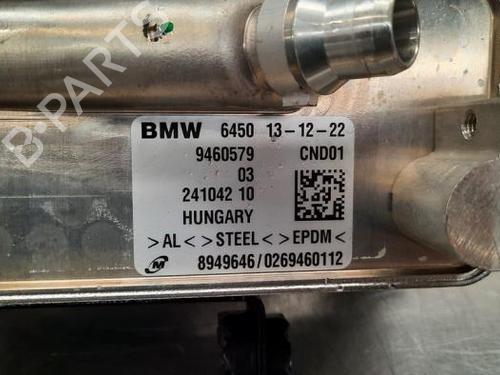 B-PARTS
BMW 6450 13-12-22
9460579 CND01
03
241042 10
HUNGARY
>AL<>STEEL<>EPDM<
8949646/0269460112